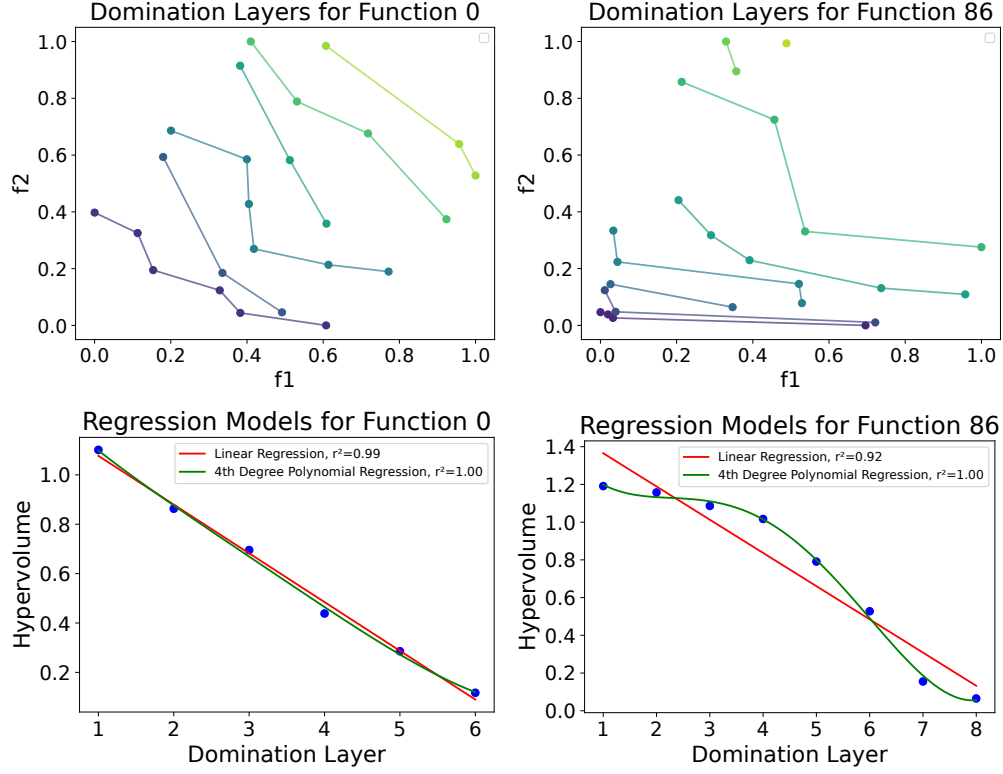 Domination Layers for Function 0
1.0
0.8
0.6
0.4
0.2
0.0
f2
0.0 0.2 0.4 0.6 0.8 1.0
f1
Domination Layers for Function 86
1.0
0.8
0.6
0.4
0.2
0.0
f2
0.0 0.2 0.4 0.6 0.8 1.0
f1
Regression Models for Function 0
Linear Regression, r²=0.99
4th Degree Polynomial Regression, r²=1.00
1.0
0.8
0.6
0.4
0.2
Hypervolume
1 2 3 4 5 6
Domination Layer
Regression Models for Function 86
Linear Regression, r²=0.92
4th Degree Polynomial Regression, r²=1.00
1.4
1.2
1.0
0.8
0.6
0.4
0.2
0.0
Hypervolume
1 2 3 4 5 6 7 8
Domination Layer